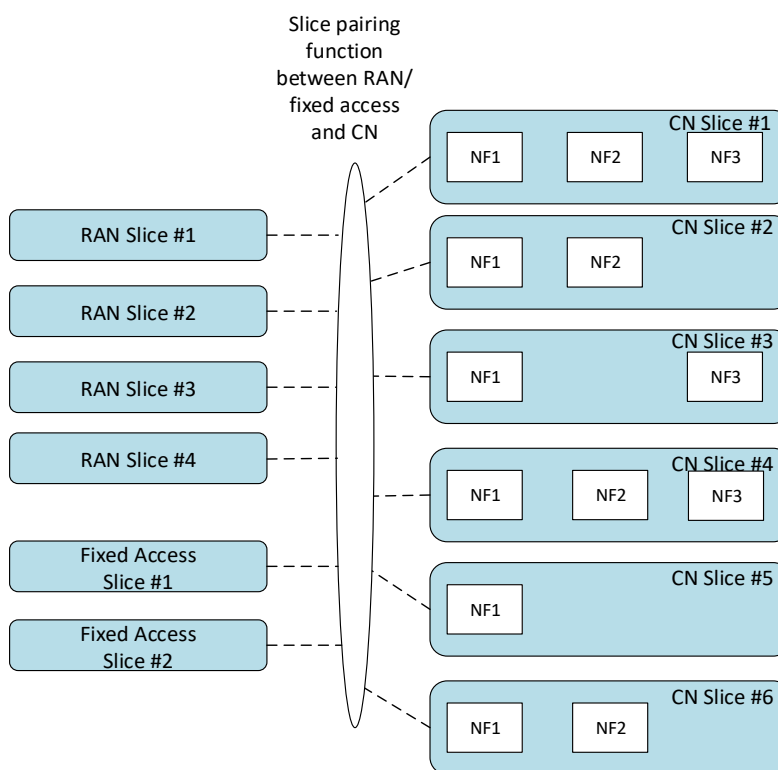 Slice pairing
function
between RAN/
fixed access
and CN
CN Slice #1
NF1
NF2
NF3
RAN Slice #1
CN Slice #2
NF1
NF2
RAN Slice #2
CN Slice #3
NF1
NF3
RAN Slice #3
RAN Slice #4
CN Slice #4
NF1
NF2
NF3
Fixed Access
Slice #1
CN Slice #5
NF1
Fixed Access
Slice #2
CN Slice #6
NF1
NF2